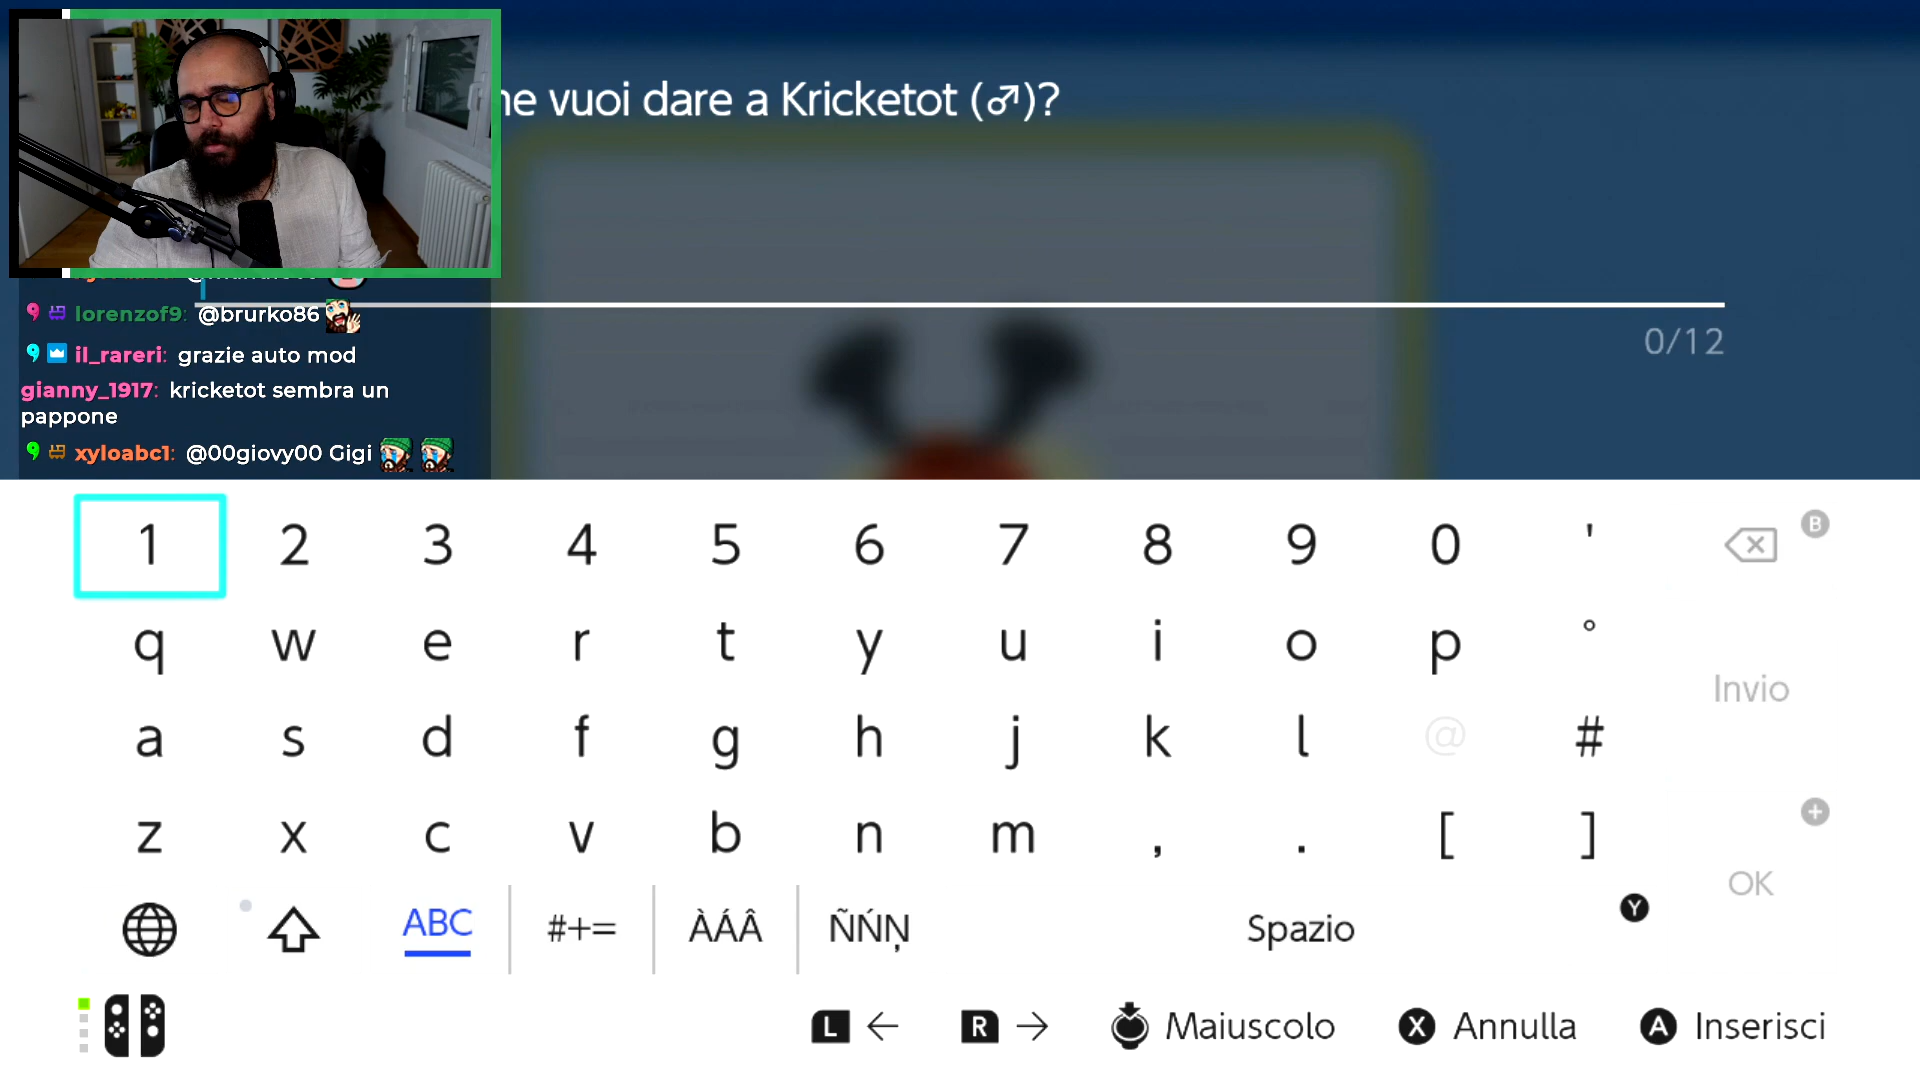 ne vuoi dare a Kricketot (♂)?
lorenzof9: @brurko86
il_rareri: grazie auto mod
gianny_1917: kricketot sembra un
pappone
xyloabc1: @00giovy00 Gigi
0/12
1 2 3 4 5 6 7 8 9 0 '
B
q w e r t y u i o p °
Invio
a s d f g h j k l @ #
z x c v b n m , . [ ]
+
OK
ABC #+= ÀÁÂ ÑŃŅ Spazio Y
L ← R → Maiuscolo X Annulla A Inserisci